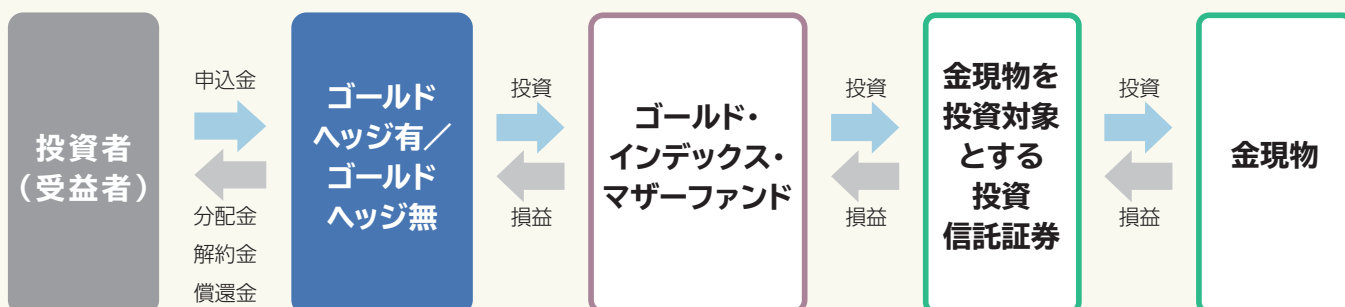 投資者
(受益者)
申込金
分配金
解約金
償還金
ゴールド
ヘッジ有／
ゴールド
ヘッジ無
投資
損益
ゴールド・
インデックス・
マザーファンド
投資
損益
金現物を
投資対象
とする
投資
信託証券
投資
損益
金現物